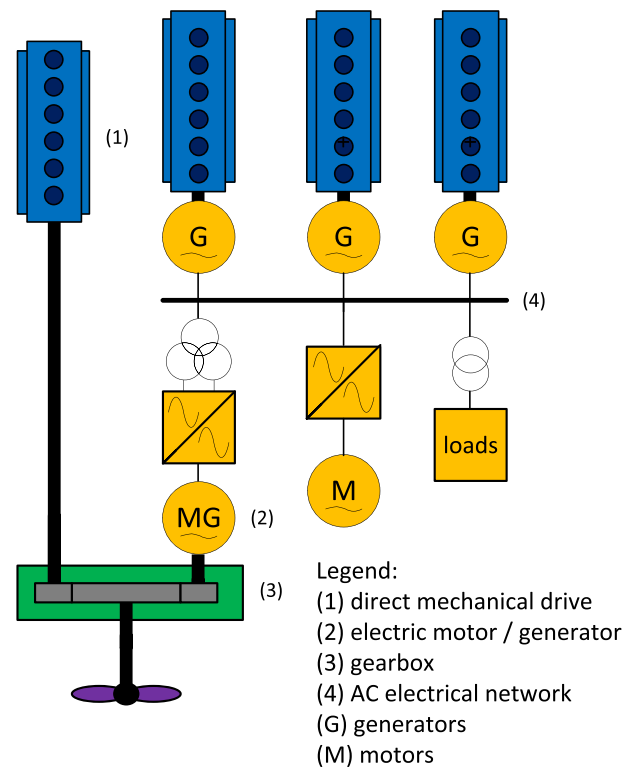 (1)
G
G
G
(4)
loads
M
MG
(2)
(3)
Legend:
(1) direct mechanical drive
(2) electric motor / generator
(3) gearbox
(4) AC electrical network
(G) generators
(M) motors